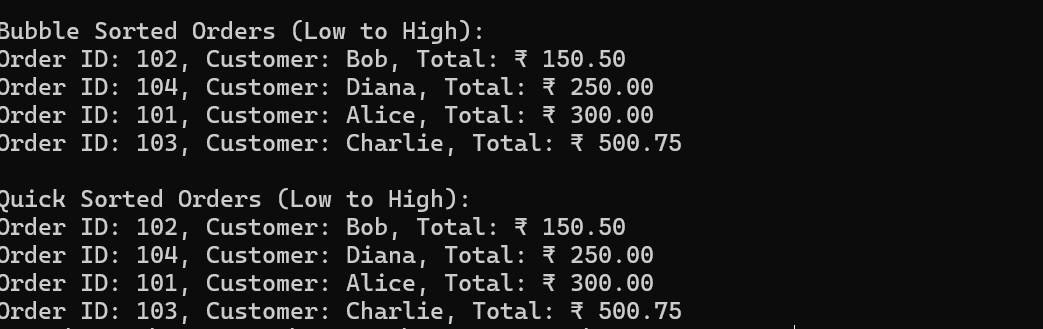 Bubble Sorted Orders (Low to High):
Order ID: 102, Customer: Bob, Total: ₹ 150.50
Order ID: 104, Customer: Diana, Total: ₹ 250.00
Order ID: 101, Customer: Alice, Total: ₹ 300.00
Order ID: 103, Customer: Charlie, Total: ₹ 500.75
Quick Sorted Orders (Low to High):
Order ID: 102, Customer: Bob, Total: ₹ 150.50
Order ID: 104, Customer: Diana, Total: ₹ 250.00
Order ID: 101, Customer: Alice, Total: ₹ 300.00
Order ID: 103, Customer: Charlie, Total: ₹ 500.75